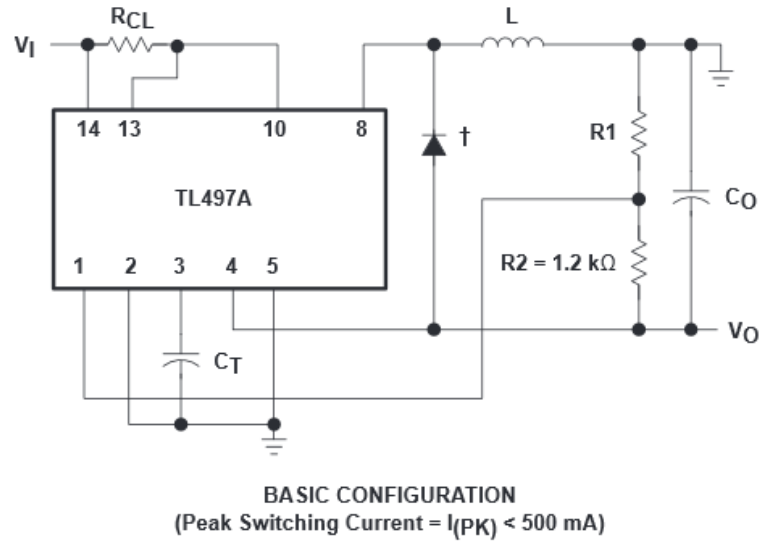 RCL
VI
L
14 13 10 8
†
R1
TL497A
CO
1 2 3 4 5
R2 = 1.2 kΩ
VO
CT
BASIC CONFIGURATION
(Peak Switching Current = I(PK) < 500 mA)